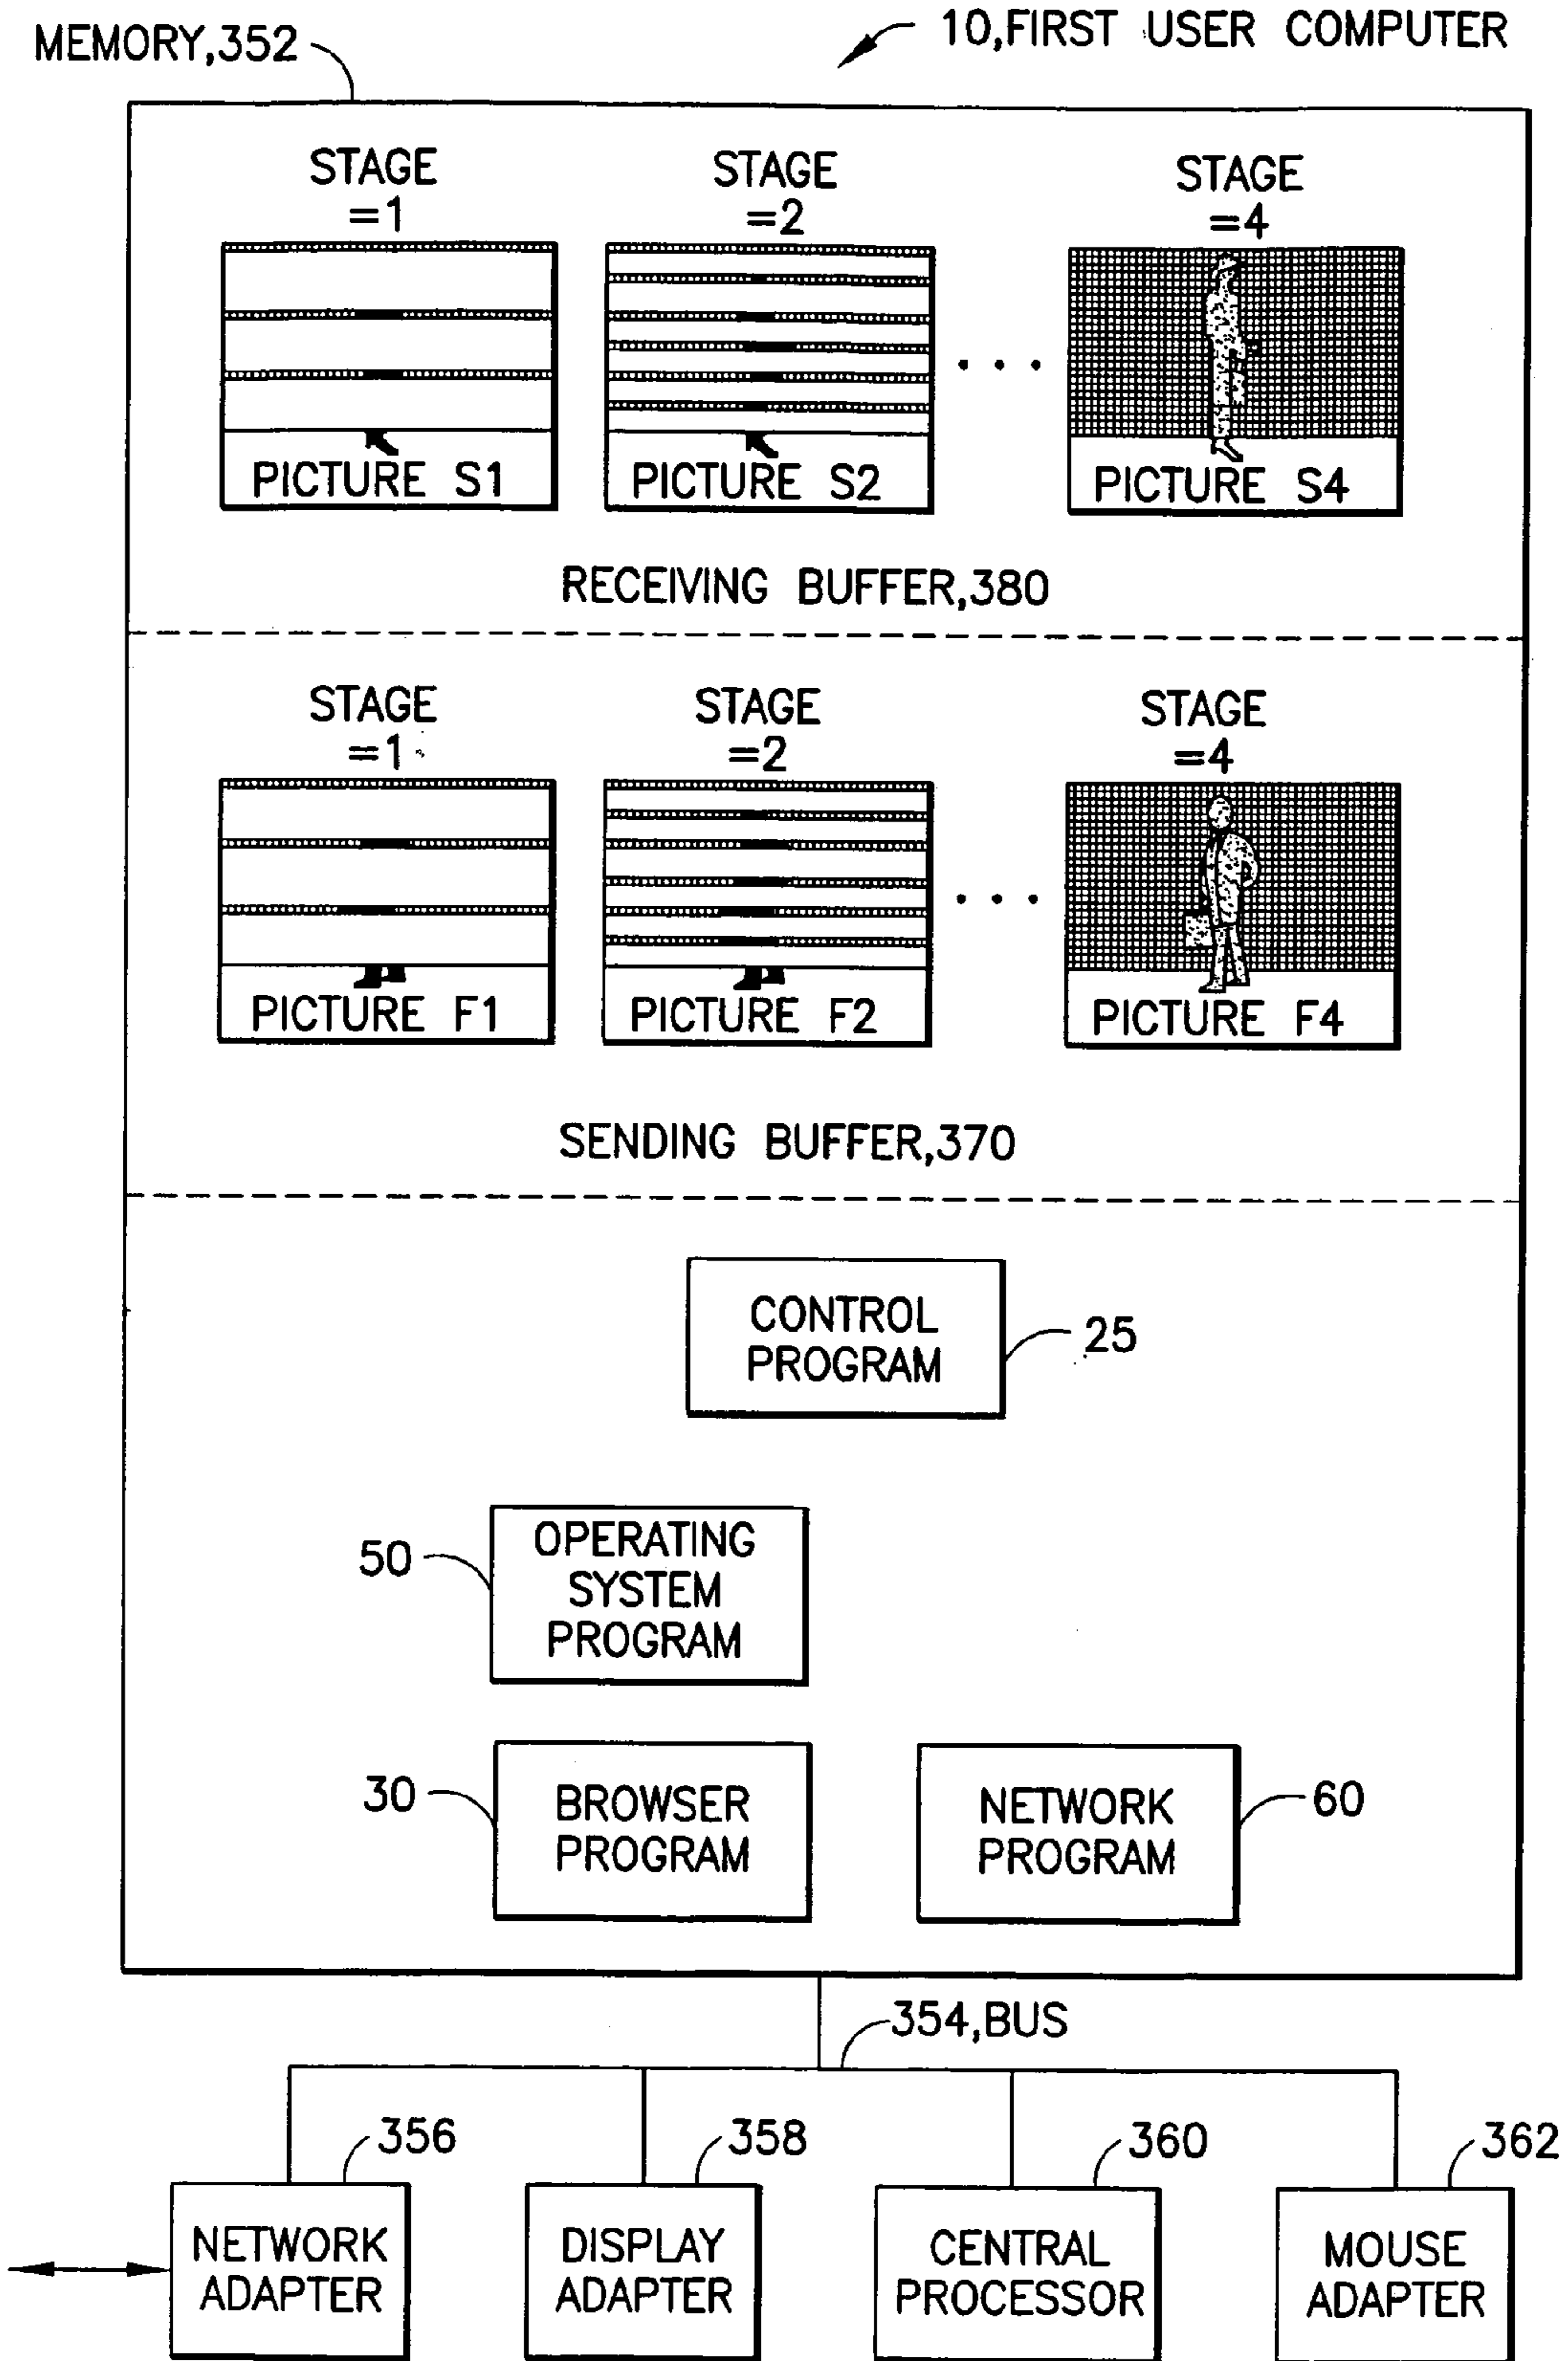 10,FIRST USER COMPUTER
MEMORY,352
STAGE
=1
STAGE
=2
STAGE
=4
PICTURE S1
PICTURE S2
PICTURE S4
RECEIVING BUFFER,380
STAGE
=1
STAGE
=2
STAGE
=4
PICTURE F1
PICTURE F2
PICTURE F4
SENDING BUFFER,370
CONTROL
PROGRAM
25
50
OPERATING
SYSTEM
PROGRAM
30
BROWSER
PROGRAM
NETWORK
PROGRAM
60
354,BUS
356
358
360
362
NETWORK
ADAPTER
DISPLAY
ADAPTER
CENTRAL
PROCESSOR
MOUSE
ADAPTER